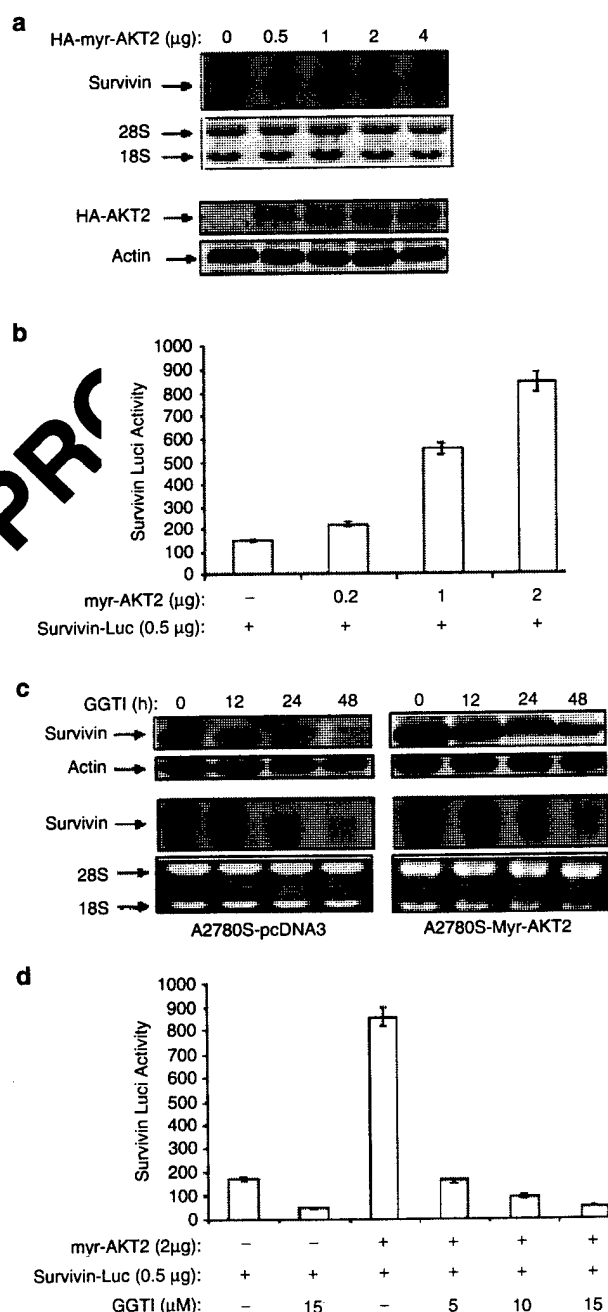 a
HA-myr-AKT2 (µg): 0 0.5 1 2 4
Survivin
28S
18S
HA-AKT2
Actin
b
1000
900
800
700
600
500
400
300
200
100
0
Survivin Luci Activity
myr-AKT2 (µg): – 0.2 1 2
Survivin-Luc (0.5 µg): + + + +
PRO
c
GGTI (h): 0 12 24 48 0 12 24 48
Survivin
Actin
Survivin
28S
18S
A2780S-pcDNA3 A2780S-Myr-AKT2
d
1000
900
800
700
600
500
400
300
200
100
0
Survivin Luci Activity
myr-AKT2 (2µg): – – + + + +
Survivin-Luc (0.5 µg): + + + + + +
GGTI (µM) – 15 – 5 10 15